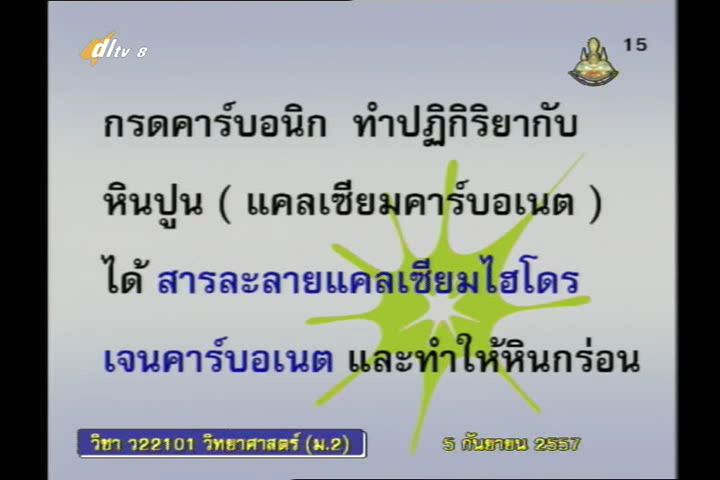 dltv 8
15
กรดคาร์บอนิก ทำปฏิกิริยากับ
หินปูน ( แคลเซียมคาร์บอเนต )
ได้ สารละลายแคลเซียมไฮโดร
เจนคาร์บอเนต และทำให้หินกร่อน
วิชา ว22101 วิทยาศาสตร์ (ม.2)
5 กันยายน 2557